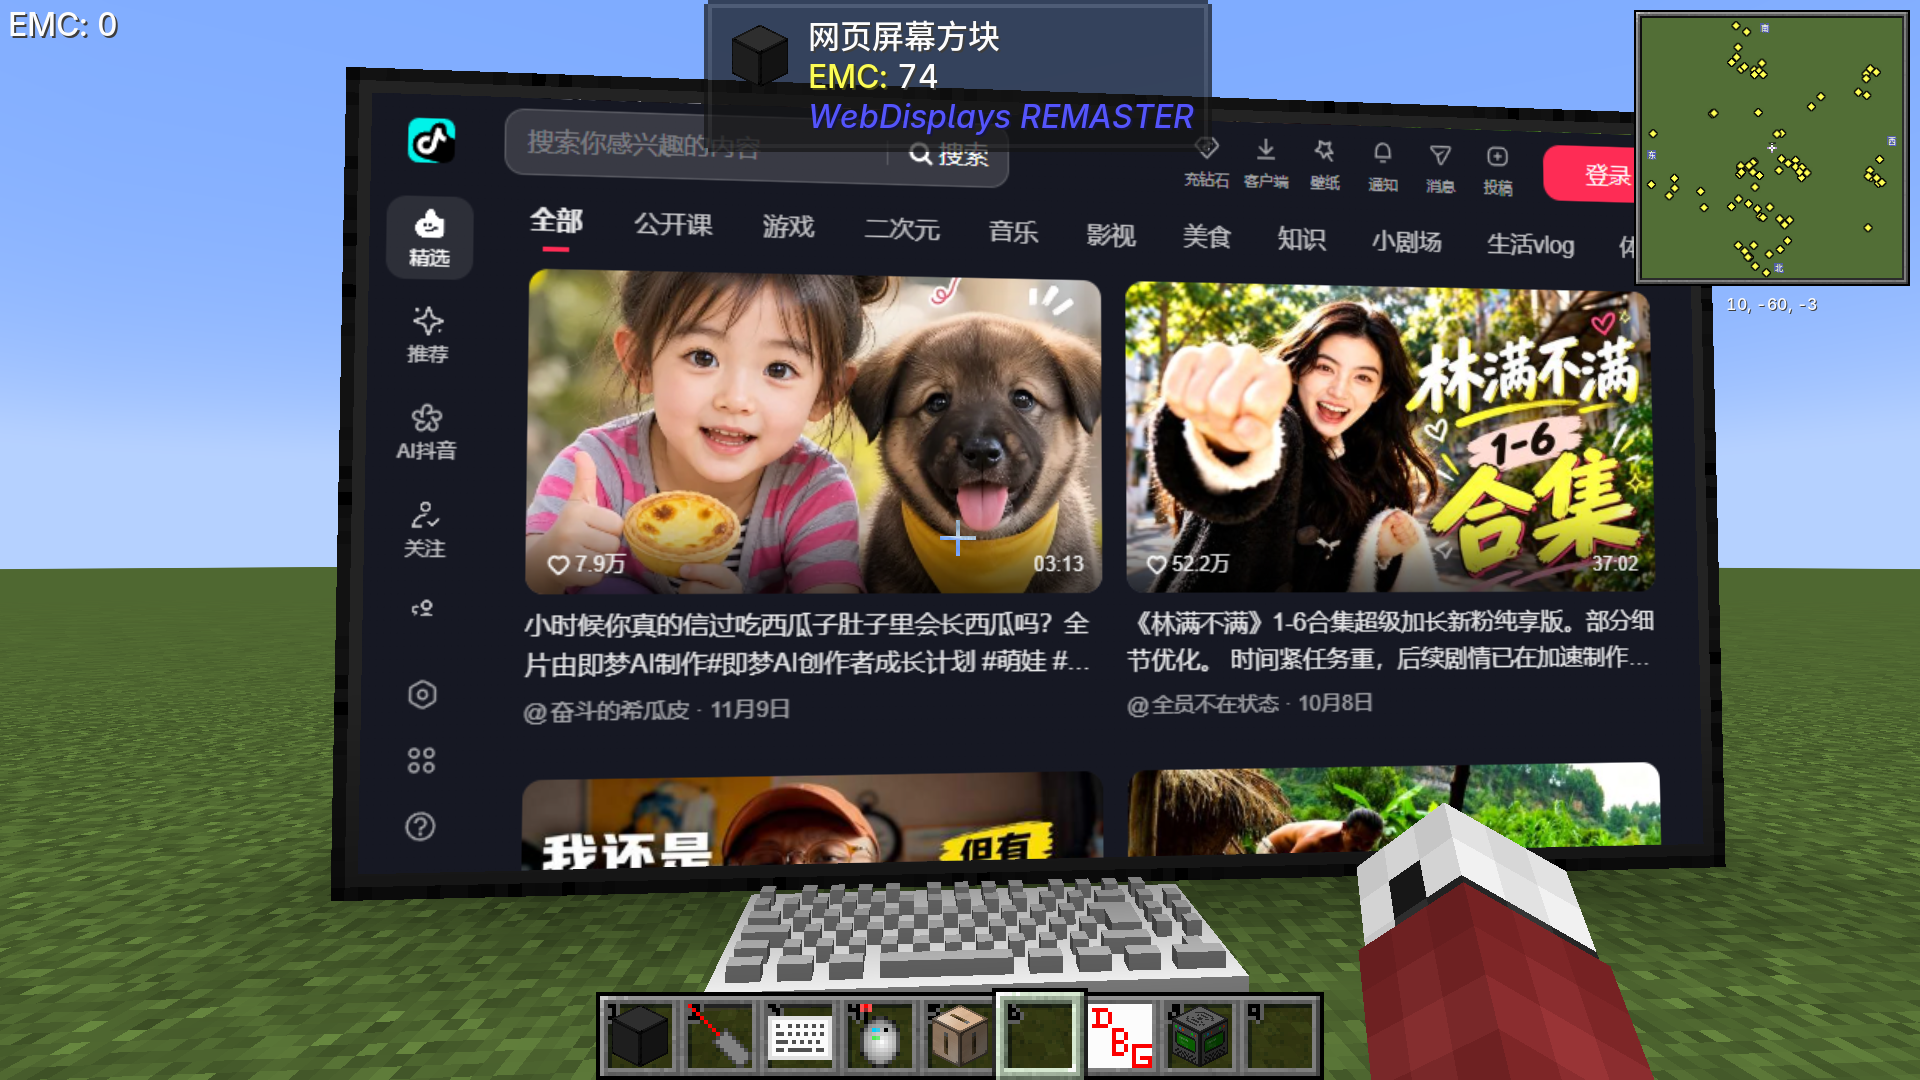 EMC: 0
网页屏幕方块
EMC: 74
WebDisplays REMASTER
搜索你感兴趣的内容
搜索
充钻石
客户端
壁纸
通知
消息
投稿
登录
南
东
西
北
10, -60, -3
精选
推荐
AI抖音
关注
全部
公开课
游戏
二次元
音乐
影视
美食
知识
小剧场
生活vlog
7.9万
03:13
林满不满
1-6
合集
52.2万
37:02
小时候你真的信过吃西瓜子肚子里会长西瓜吗？全
片由即梦AI制作#即梦AI创作者成长计划 #萌娃 #...
@奋斗的希瓜皮 · 11月9日
《林满不满》1-6合集超级加长新粉纯享版。部分细
节优化。 时间紧任务重，后续剧情已在加速制作...
@全员不在状态 · 10月8日
我还是
但有
DBG
9